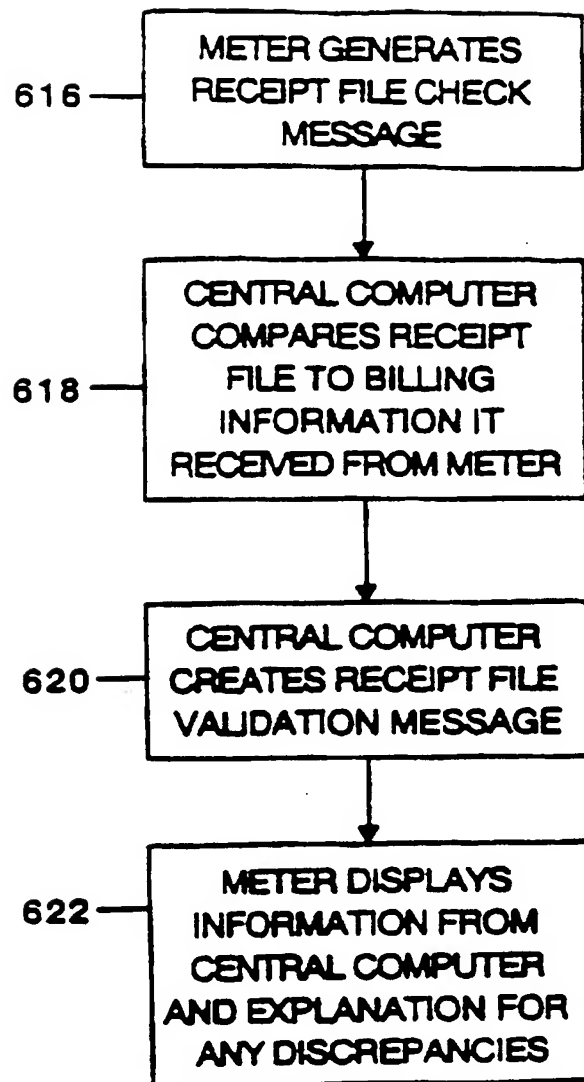 616
METER GENERATES
RECEIPT FILE CHECK
MESSAGE
618
CENTRAL COMPUTER
COMPARES RECEIPT
FILE TO BILLING
INFORMATION IT
RECEIVED FROM METER
620
CENTRAL COMPUTER
CREATES RECEIPT FILE
VALIDATION MESSAGE
622
METER DISPLAYS
INFORMATION FROM
CENTRAL COMPUTER
AND EXPLANATION FOR
ANY DISCREPANCIES